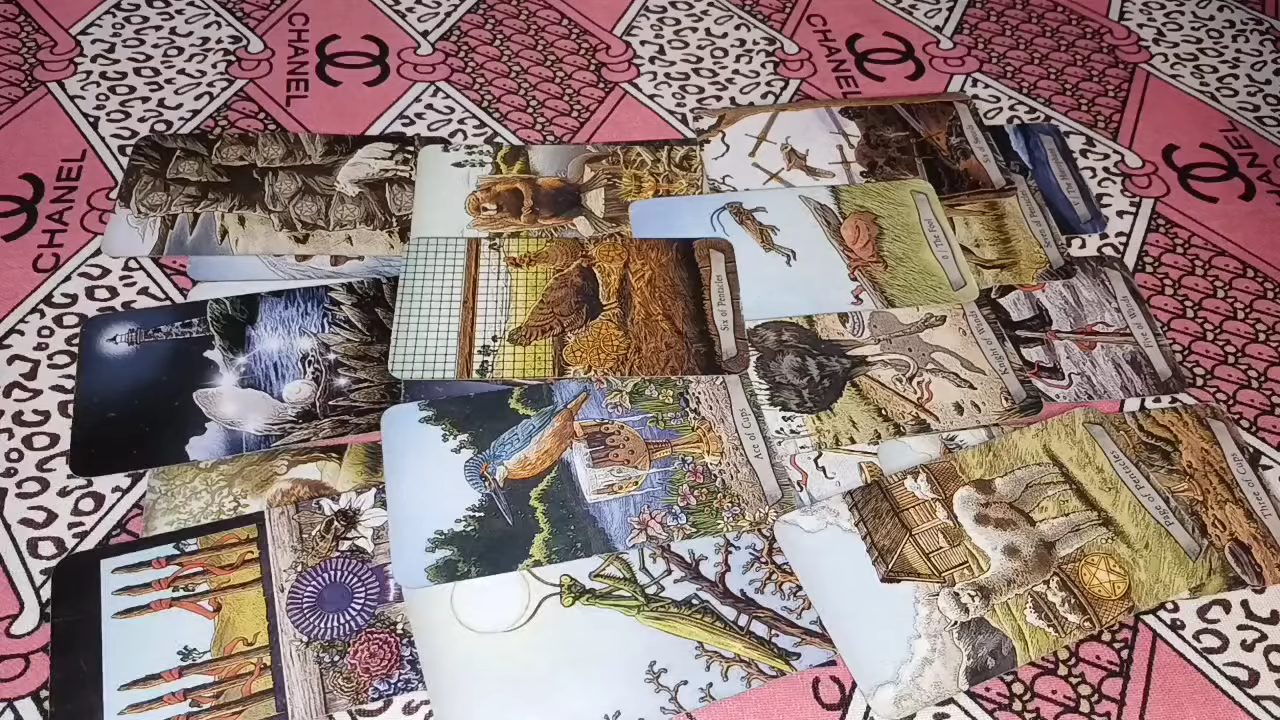 CHANEL
CHANEL
CHANEL
CHANEL
Six of Pentacles
0 The Fool
Knight of Wands
Five of Wands
Ace of Cups
Page of Pentacles
Three of Cups